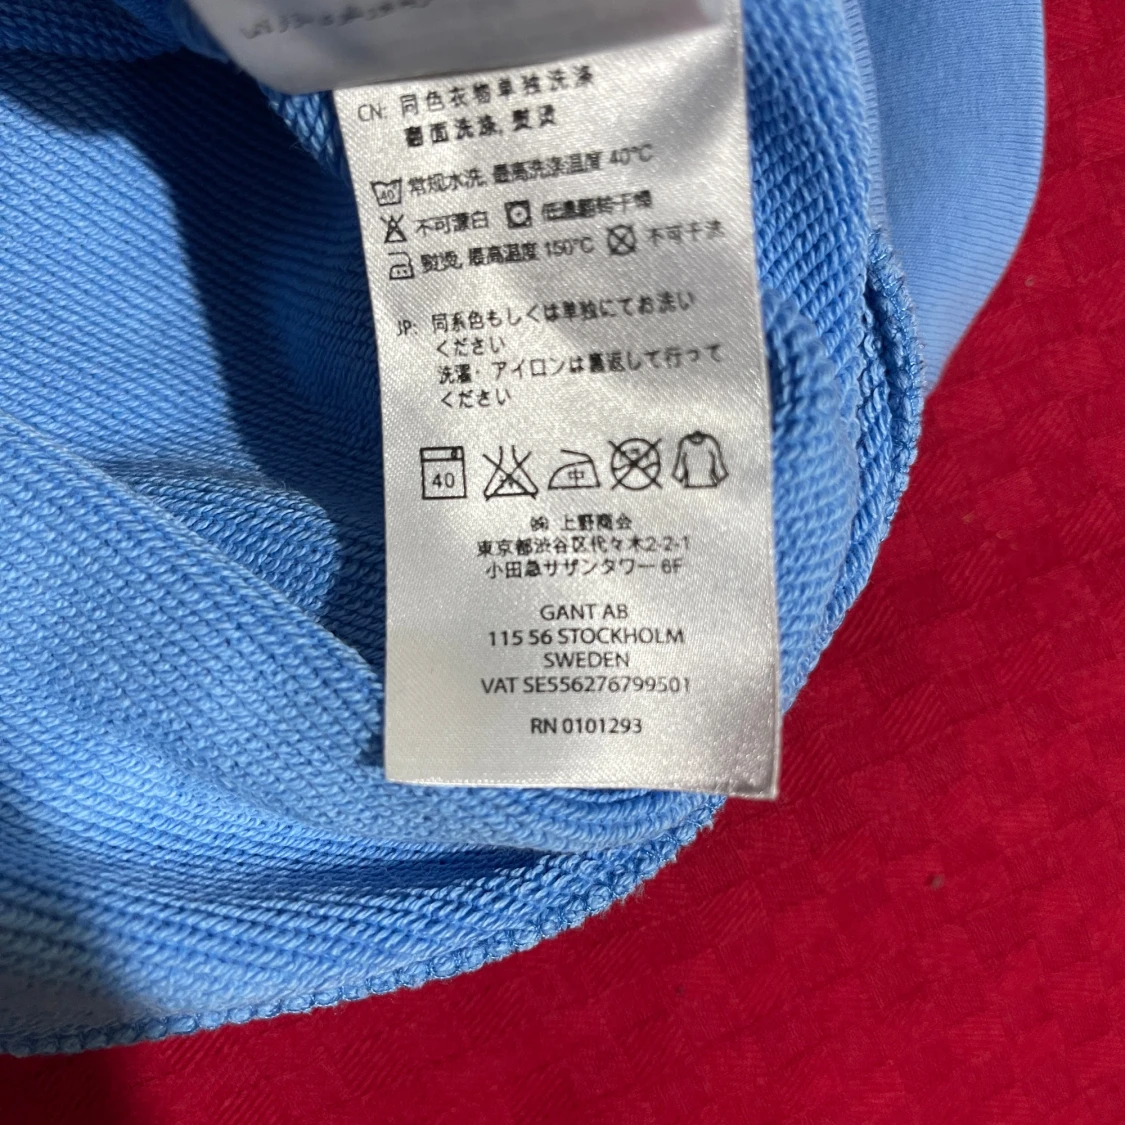 CN: 同色衣物单独洗涤
翻面洗涤, 熨烫
40 常规水洗, 最高洗涤温度 40°C
不可漂白 低温翻转干燥
熨烫, 最高温度 150°C 不可干洗
JP: 同系色もしくは単独にてお洗い
ください
洗濯・アイロンは裏返して行って
ください
40 中
㈱ 上野商会
東京都渋谷区代々木2-2-1
小田急サザンタワー 6F
GANT AB
115 56 STOCKHOLM
SWEDEN
VAT SE556276799501
RN 0101293